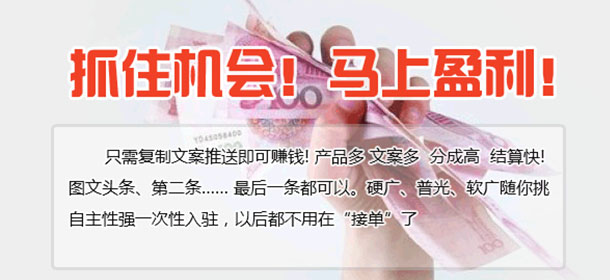 抓住机会！马上盈利！
只需复制文案推送即可赚钱! 产品多 文案多 分成高 结算快!
图文头条、第二条…… 最后一条都可以。硬广、普光、软广随你挑
自主性强一次性入驻，以后都不用在“接单”了
YD45098400
100
100